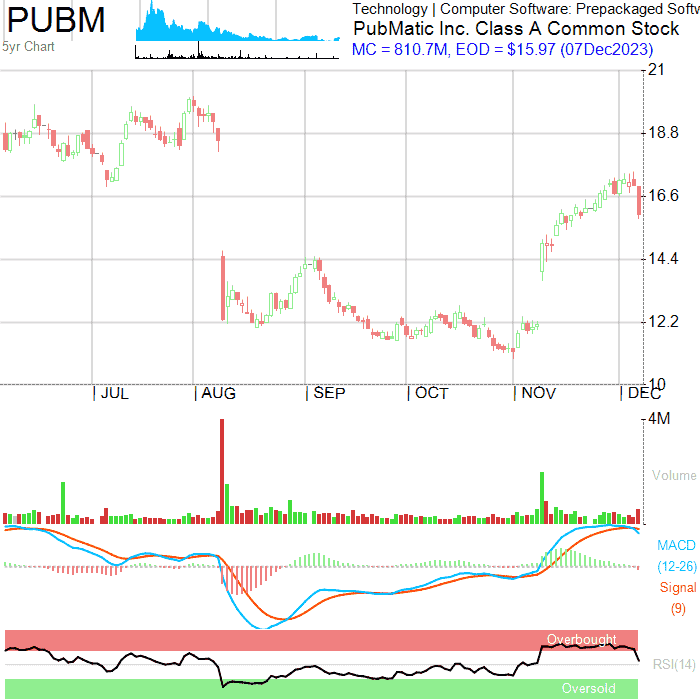 PUBM
5yr Chart
Technology | Computer Software: Prepackaged Softw
PubMatic Inc. Class A Common Stock
MC = 810.7M, EOD = $15.97 (07Dec2023)
21
18.8
16.6
14.4
12.2
10
JUL AUG SEP OCT NOV DEC
4M
Volume
MACD
(12-26)
Signal
(9)
Overbought
RSI(14)
Oversold